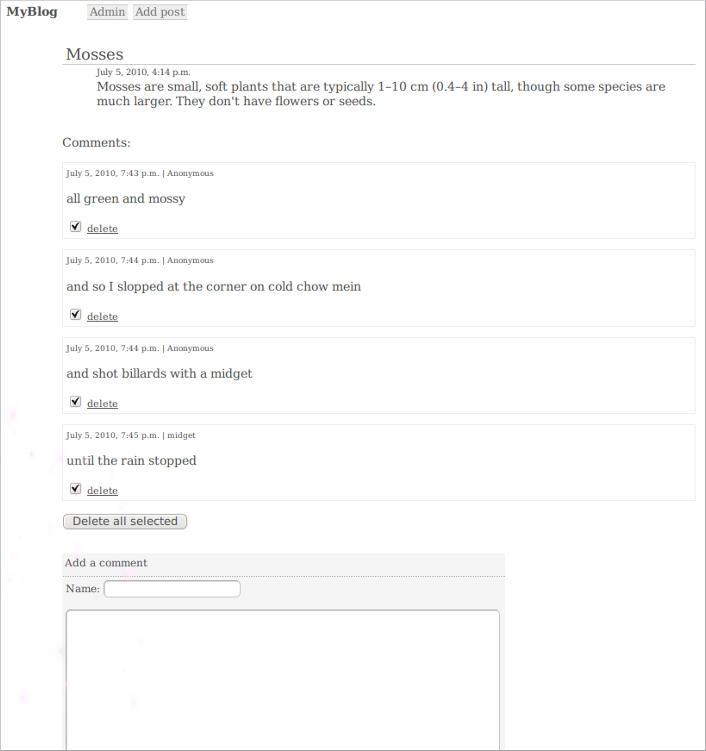 MyBlog Admin Add post
Mosses
July 5, 2010, 4:14 p.m.
Mosses are small, soft plants that are typically 1–10 cm (0.4–4 in) tall, though some species are
much larger. They don't have flowers or seeds.
Comments:
July 5, 2010, 7:43 p.m. | Anonymous
all green and mossy
delete
July 5, 2010, 7:44 p.m. | Anonymous
and so I slopped at the corner on cold chow mein
delete
July 5, 2010, 7:44 p.m. | Anonymous
and shot billards with a midget
delete
July 5, 2010, 7:45 p.m. | midget
until the rain stopped
delete
Delete all selected
Add a comment
Name: